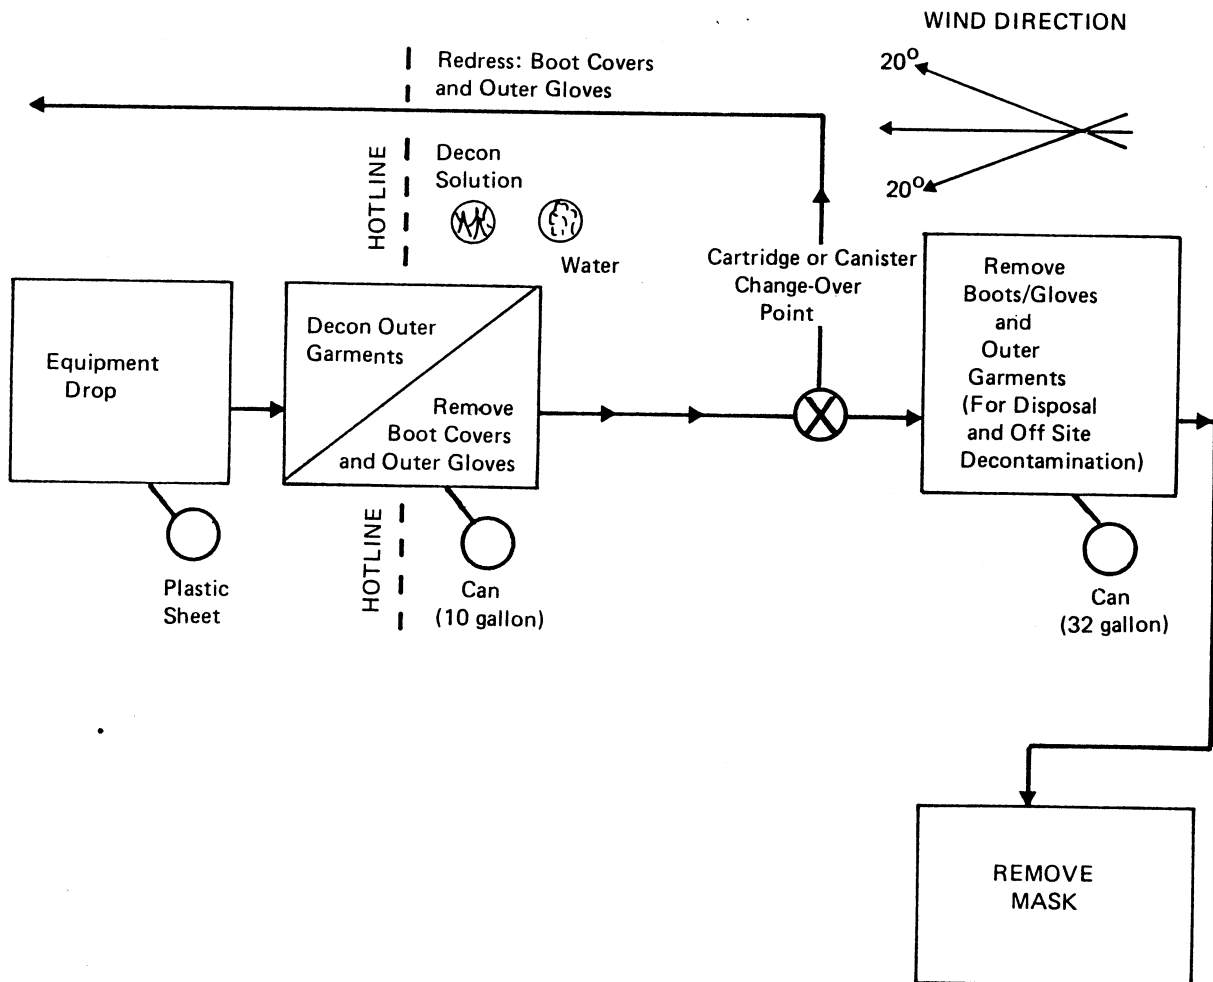 WIND DIRECTION
20°
20°
Redress: Boot Covers
and Outer Gloves
HOTLINE
Decon
Solution
Water
Cartridge or Canister
Change-Over
Point
Equipment
Drop
Decon Outer
Garments
Remove
Boot Covers
and Outer Gloves
X
Remove
Boots/Gloves
and
Outer
Garments
(For Disposal
and Off Site
Decontamination)
Plastic
Sheet
HOTLINE
Can
(10 gallon)
Can
(32 gallon)
REMOVE
MASK